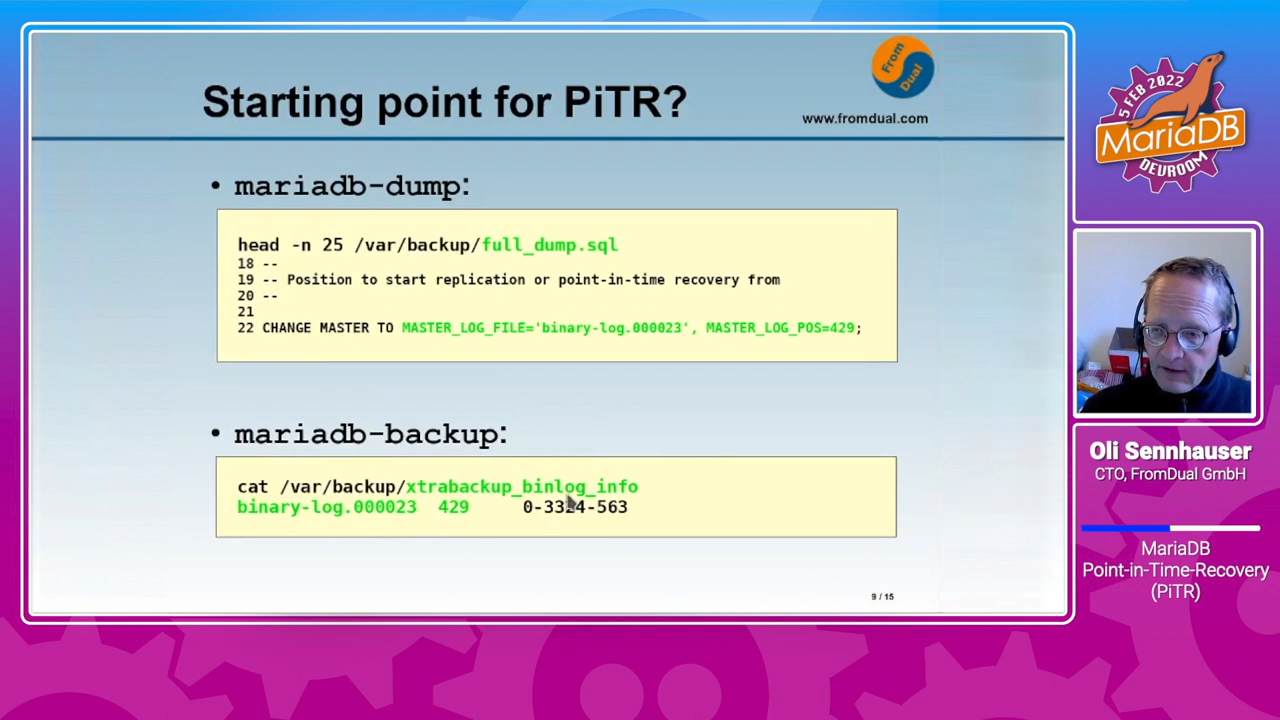 Starting point for PiTR?
From
Dual
www.fromdual.com
• mariadb-dump:
head -n 25 /var/backup/full_dump.sql
18 --
19 -- Position to start replication or point-in-time recovery from
20 --
21
22 CHANGE MASTER TO MASTER_LOG_FILE='binary-log.000023', MASTER_LOG_POS=429;
• mariadb-backup:
cat /var/backup/xtrabackup_binlog_info
binary-log.000023 429 0-3324-563
9 / 15
5 FEB 2022
MariaDB
DEVROOM
Oli Sennhauser
CTO, FromDual GmbH
MariaDB
Point-in-Time-Recovery
(PiTR)